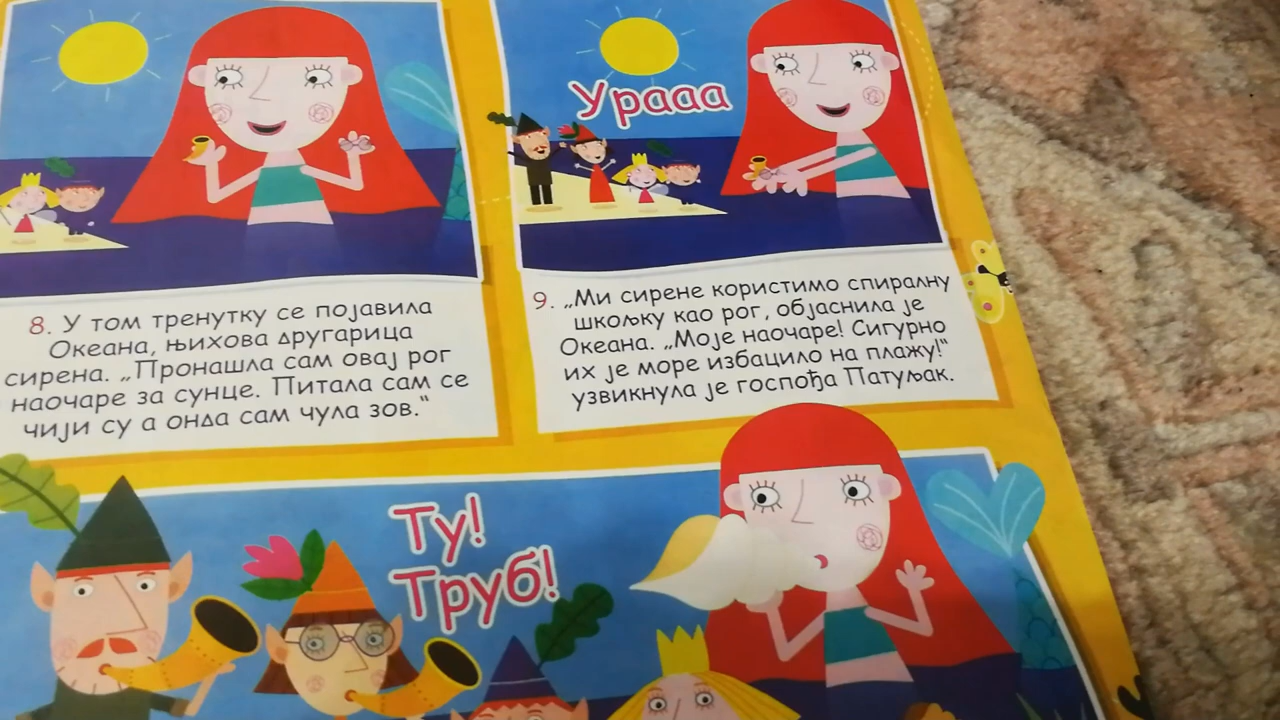 Урааа
8. У том тренутку се појавила
Океана, њихова другарица
сирена. „Пронашла сам овај рог
наочаре за сунце. Питала сам се
чији су а онда сам чула зов.“
9. „Ми сирене користимо спиралну
шкољку као рог, објаснила је
Океана. „Моје наочаре! Сигурно
их је море избацило на плажу!“
узвикнула је госпођа Патуљак.
Ту!
Труб!